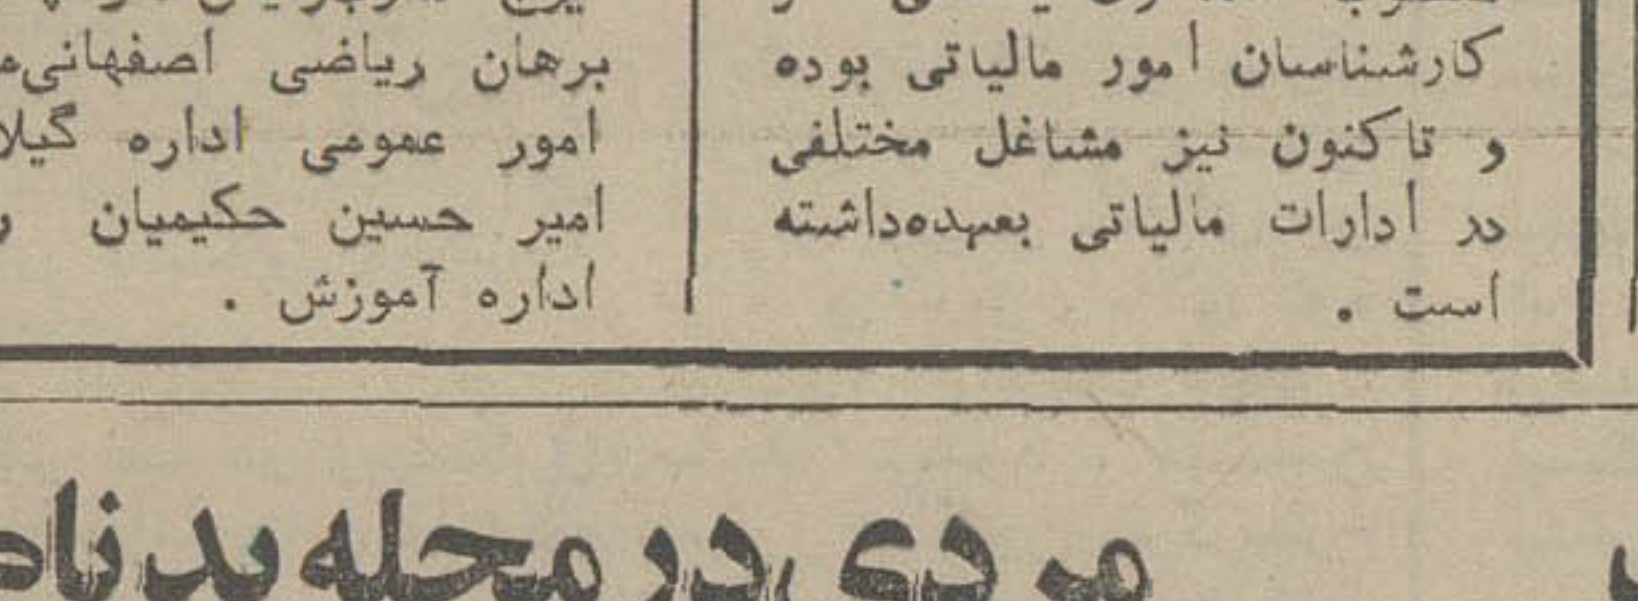 کارشناسان امور مالیاتی بوده
و تاکنون نیز مشاغل مختلفی
در ادارات مالیاتی بعهده‌داشته
است .
برهان ریاضی اصفهانی
امور عمومی اداره
امیر حسین حکیمیان
اداره آموزش .
مردی ، در محله بدنام